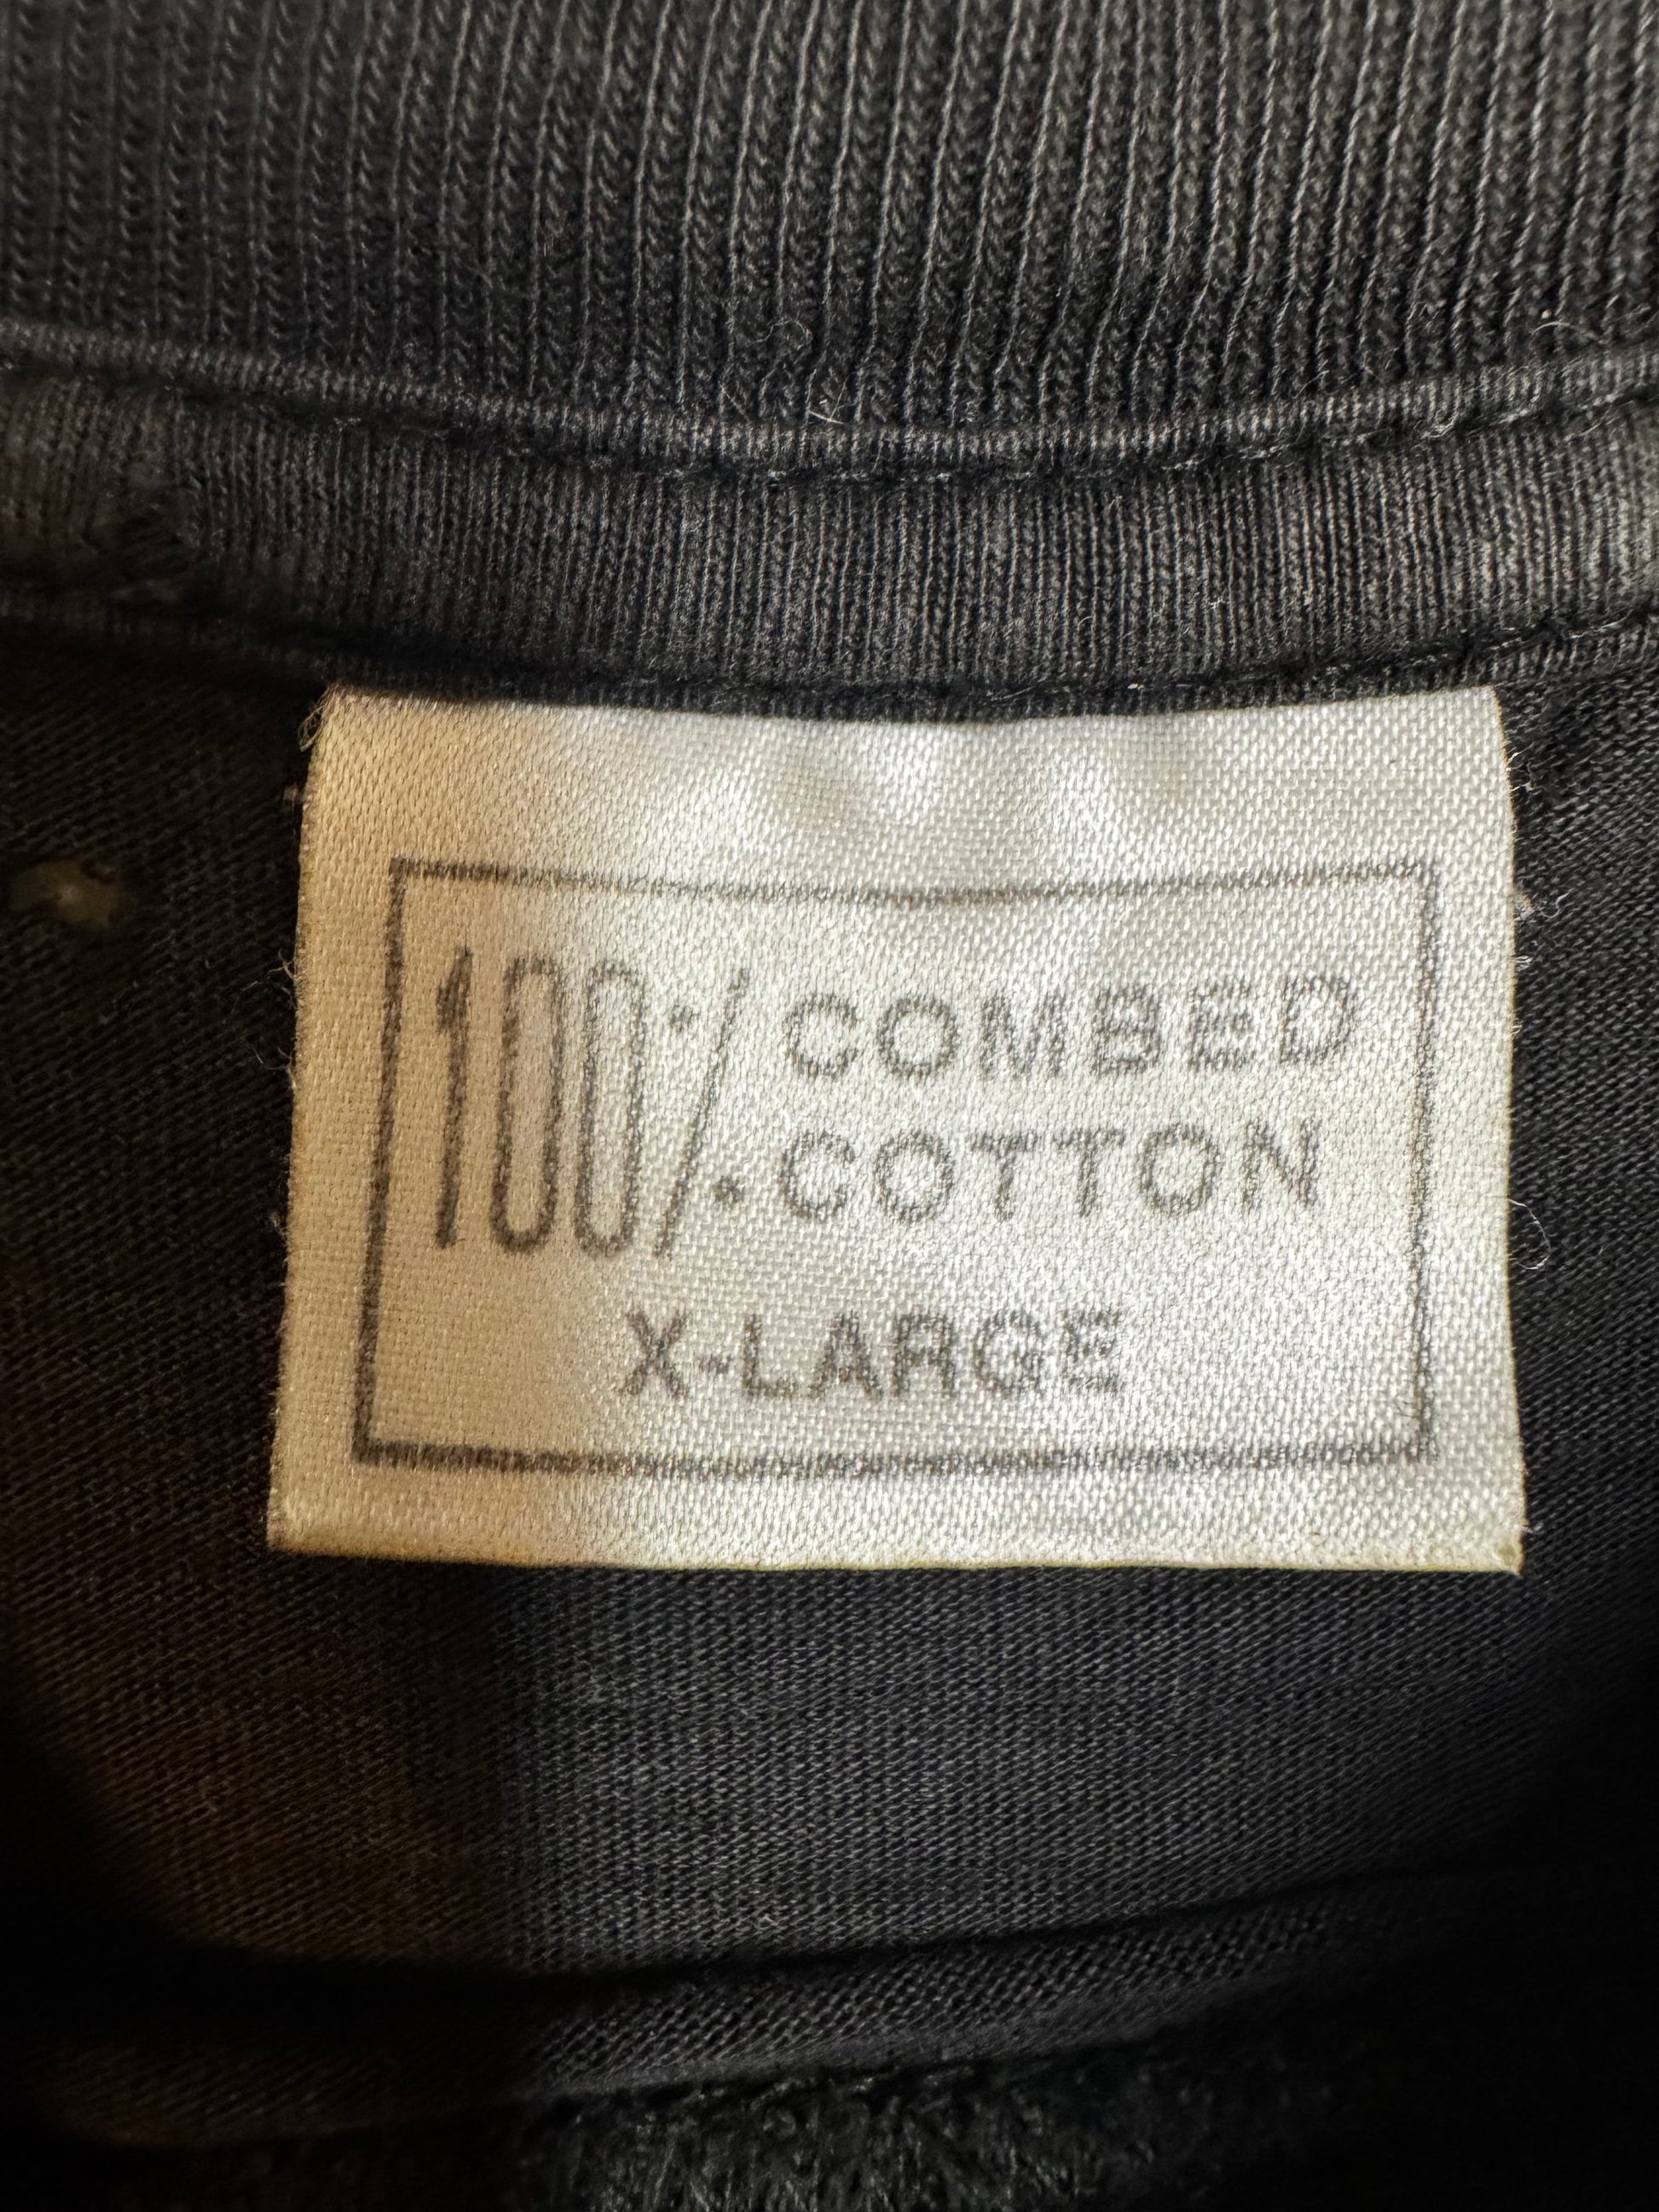 100% COMBED
COTTON
X-LARGE